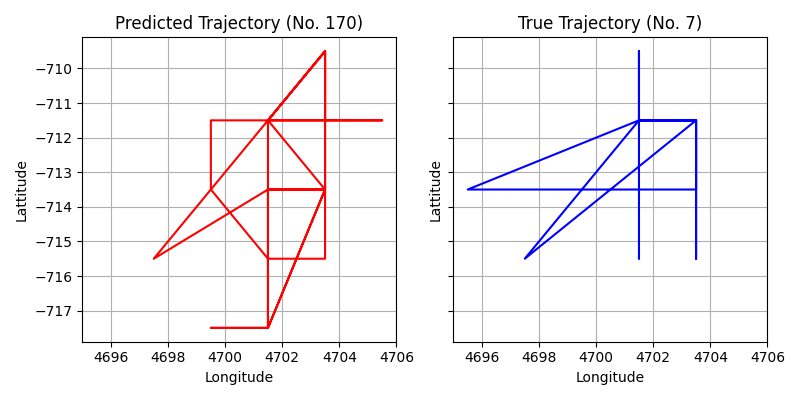 Predicted Trajectory (No. 170)
−710
−711
−712
−713
−714
−715
−716
−717
Lattitude
4696 4698 4700 4702 4704 4706
Longitude
True Trajectory (No. 7)
Lattitude
4696 4698 4700 4702 4704 4706
Longitude